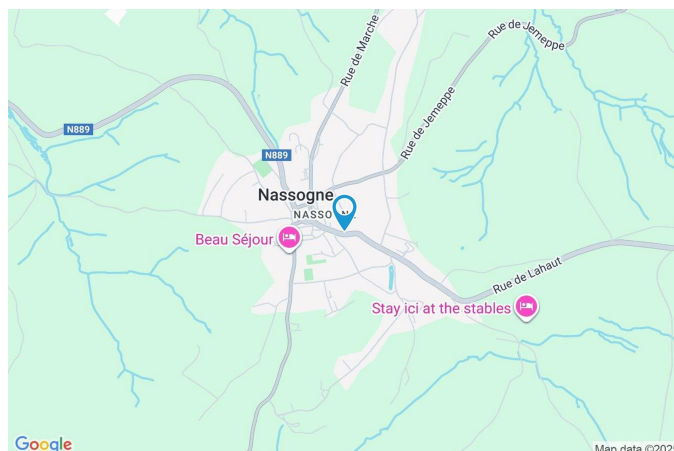 Rue de Marche
Rue de Jemeppe
N889
N889
Rue de Jemeppe
Nassogne
NASSO
Beau Séjour
Rue de Lahaut
Stay ici at the stables
Google
Map data ©202